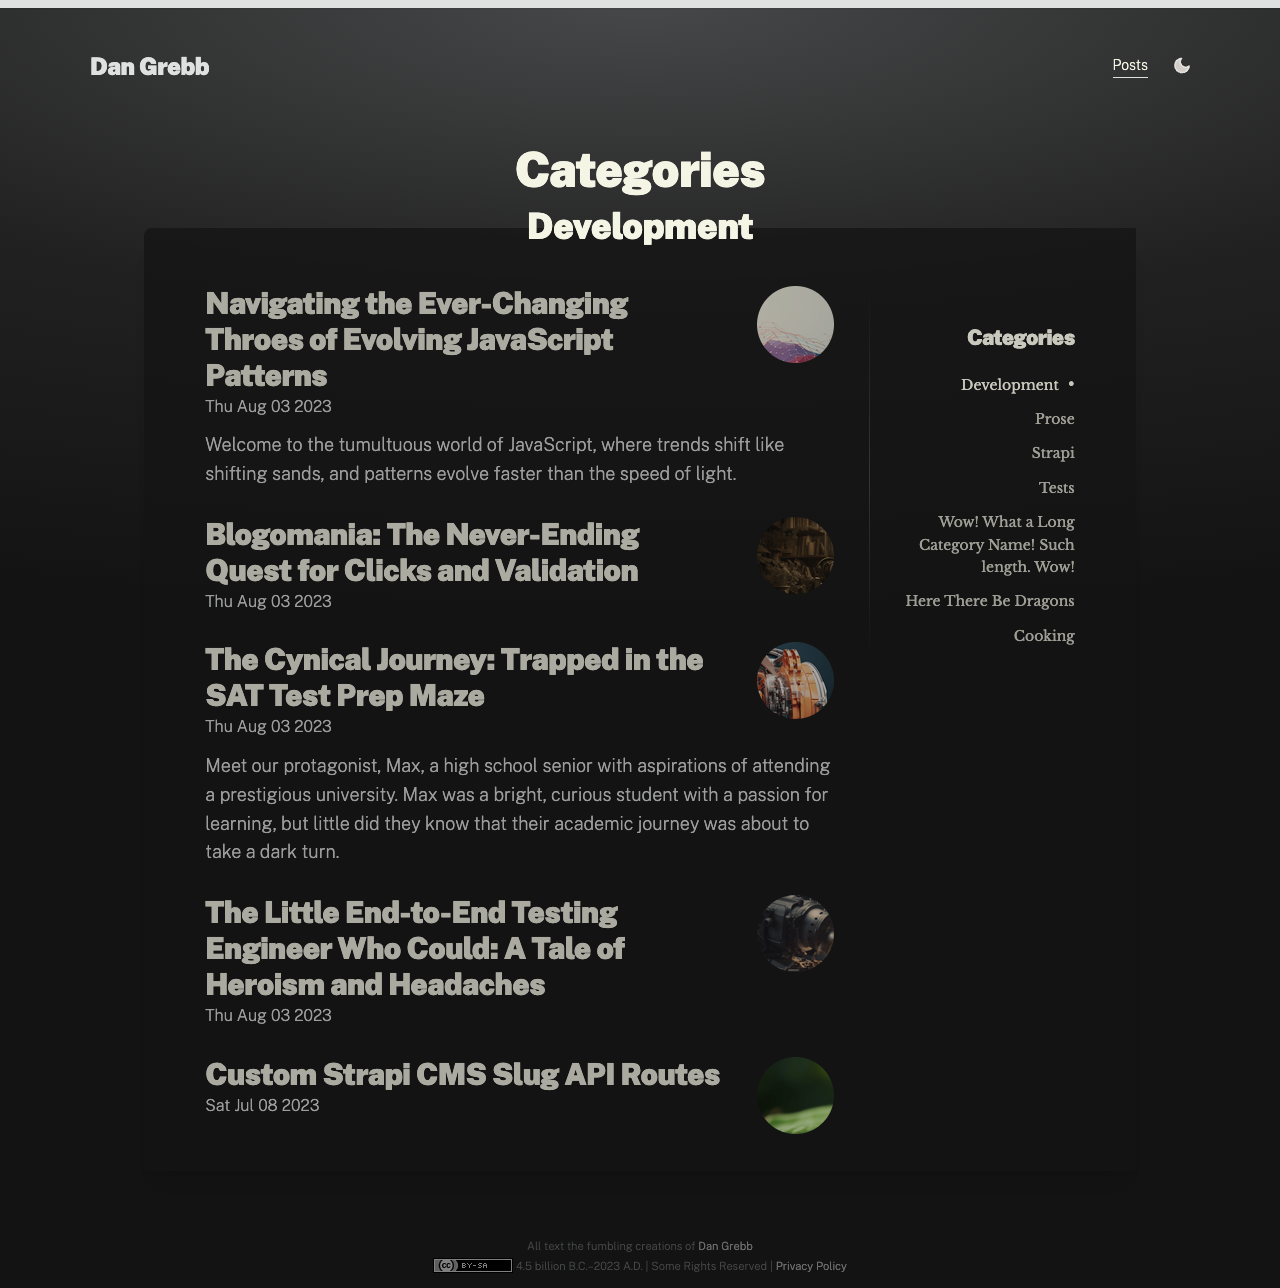 Dan Grebb
Posts
Categories
Development
Navigating the Ever-Changing
Throes of Evolving JavaScript
Patterns
Thu Aug 03 2023
Welcome to the tumultuous world of JavaScript, where trends shift like
shifting sands, and patterns evolve faster than the speed of light.
Blogomania: The Never-Ending
Quest for Clicks and Validation
Thu Aug 03 2023
The Cynical Journey: Trapped in the
SAT Test Prep Maze
Thu Aug 03 2023
Meet our protagonist, Max, a high school senior with aspirations of attending
a prestigious university. Max was a bright, curious student with a passion for
learning, but little did they know that their academic journey was about to
take a dark turn.
The Little End-to-End Testing
Engineer Who Could: A Tale of
Heroism and Headaches
Thu Aug 03 2023
Custom Strapi CMS Slug API Routes
Sat Jul 08 2023
Categories
Development •
Prose
Strapi
Tests
Wow! What a Long
Category Name! Such
length. Wow!
Here There Be Dragons
Cooking
All text the fumbling creations of Dan Grebb
(cc) BY-SA 4.5 billion B.C.–2023 A.D. | Some Rights Reserved | Privacy Policy